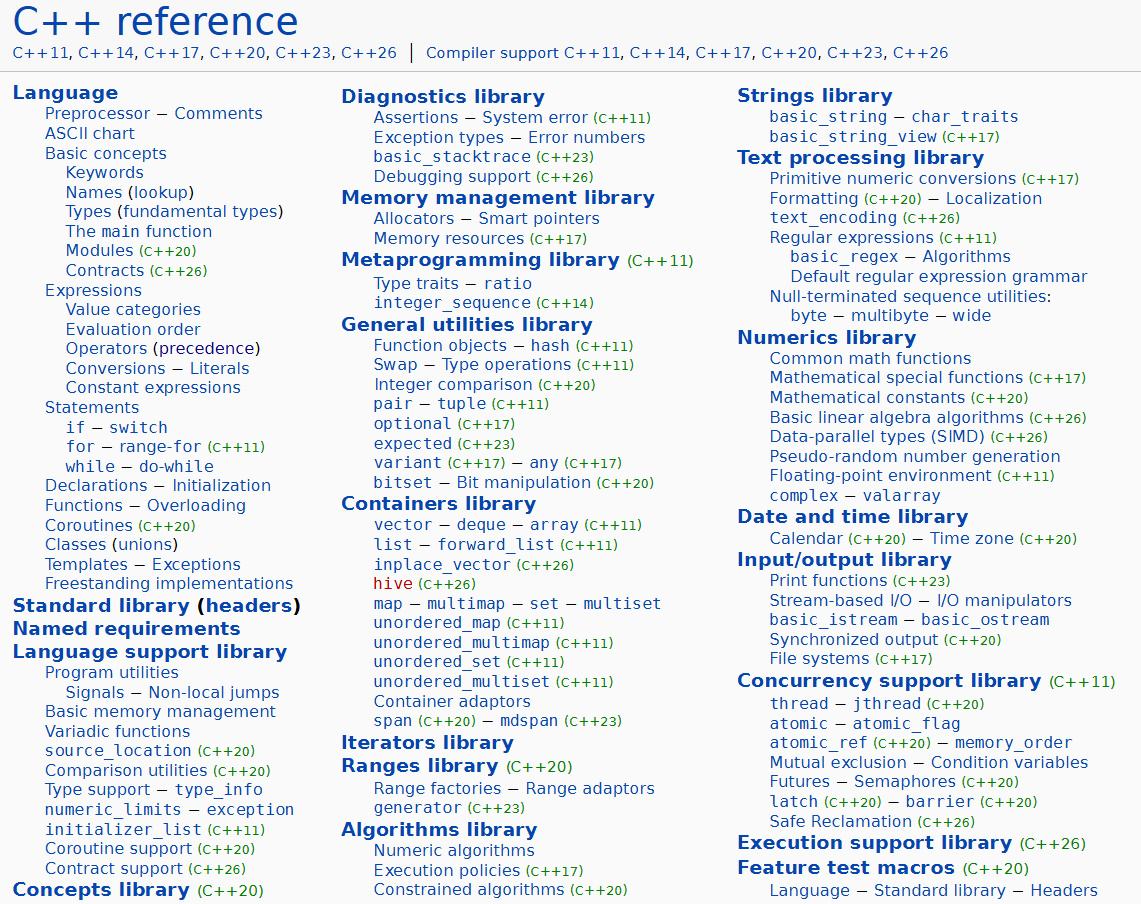 C++ reference
C++11, C++14, C++17, C++20, C++23, C++26 │ Compiler support C++11, C++14, C++17, C++20, C++23, C++26
Language
Preprocessor − Comments
ASCII chart
Basic concepts
Keywords
Names (lookup)
Types (fundamental types)
The main function
Modules (C++20)
Contracts (C++26)
Expressions
Value categories
Evaluation order
Operators (precedence)
Conversions − Literals
Constant expressions
Statements
if − switch
for − range-for (C++11)
while − do-while
Declarations − Initialization
Functions − Overloading
Coroutines (C++20)
Classes (unions)
Templates − Exceptions
Freestanding implementations
Standard library (headers)
Named requirements
Language support library
Program utilities
Signals − Non-local jumps
Basic memory management
Variadic functions
source_location (C++20)
Comparison utilities (C++20)
Type support − type_info
numeric_limits − exception
initializer_list (C++11)
Coroutine support (C++20)
Contract support (C++26)
Concepts library (C++20)
Diagnostics library
Assertions − System error (C++11)
Exception types − Error numbers
basic_stacktrace (C++23)
Debugging support (C++26)
Memory management library
Allocators − Smart pointers
Memory resources (C++17)
Metaprogramming library (C++11)
Type traits − ratio
integer_sequence (C++14)
General utilities library
Function objects − hash (C++11)
Swap − Type operations (C++11)
Integer comparison (C++20)
pair − tuple (C++11)
optional (C++17)
expected (C++23)
variant (C++17) − any (C++17)
bitset − Bit manipulation (C++20)
Containers library
vector − deque − array (C++11)
list − forward_list (C++11)
inplace_vector (C++26)
hive (C++26)
map − multimap − set − multiset
unordered_map (C++11)
unordered_multimap (C++11)
unordered_set (C++11)
unordered_multiset (C++11)
Container adaptors
span (C++20) − mdspan (C++23)
Iterators library
Ranges library (C++20)
Range factories − Range adaptors
generator (C++23)
Algorithms library
Numeric algorithms
Execution policies (C++17)
Constrained algorithms (C++20)
Strings library
basic_string − char_traits
basic_string_view (C++17)
Text processing library
Primitive numeric conversions (C++17)
Formatting (C++20) − Localization
text_encoding (C++26)
Regular expressions (C++11)
basic_regex − Algorithms
Default regular expression grammar
Null-terminated sequence utilities:
byte − multibyte − wide
Numerics library
Common math functions
Mathematical special functions (C++17)
Mathematical constants (C++20)
Basic linear algebra algorithms (C++26)
Data-parallel types (SIMD) (C++26)
Pseudo-random number generation
Floating-point environment (C++11)
complex − valarray
Date and time library
Calendar (C++20) − Time zone (C++20)
Input/output library
Print functions (C++23)
Stream-based I/O − I/O manipulators
basic_istream − basic_ostream
Synchronized output (C++20)
File systems (C++17)
Concurrency support library (C++11)
thread − jthread (C++20)
atomic − atomic_flag
atomic_ref (C++20) − memory_order
Mutual exclusion − Condition variables
Futures − Semaphores (C++20)
latch (C++20) − barrier (C++20)
Safe Reclamation (C++26)
Execution support library (C++26)
Feature test macros (C++20)
Language − Standard library − Headers